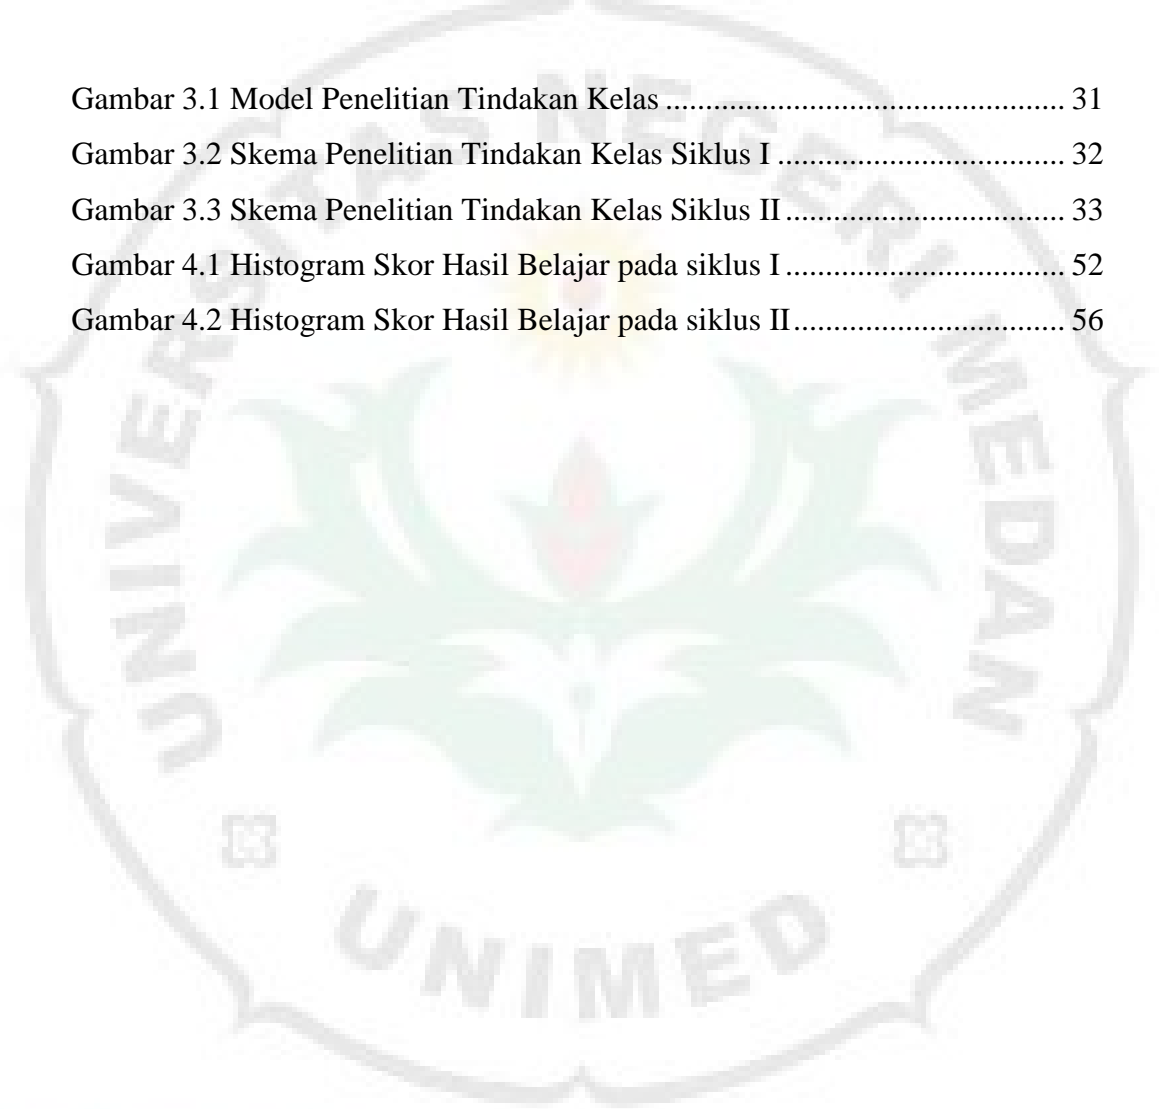 Gambar 3.1 Model Penelitian Tindakan Kelas .................................................. 31
Gambar 3.2 Skema Penelitian Tindakan Kelas Siklus I .................................... 32
Gambar 3.3 Skema Penelitian Tindakan Kelas Siklus II ................................... 33
Gambar 4.1 Histogram Skor Hasil Belajar pada siklus I ................................... 52
Gambar 4.2 Histogram Skor Hasil Belajar pada siklus II .................................. 56
UNIVERSITAS NEGERI MEDAN
UNIMED